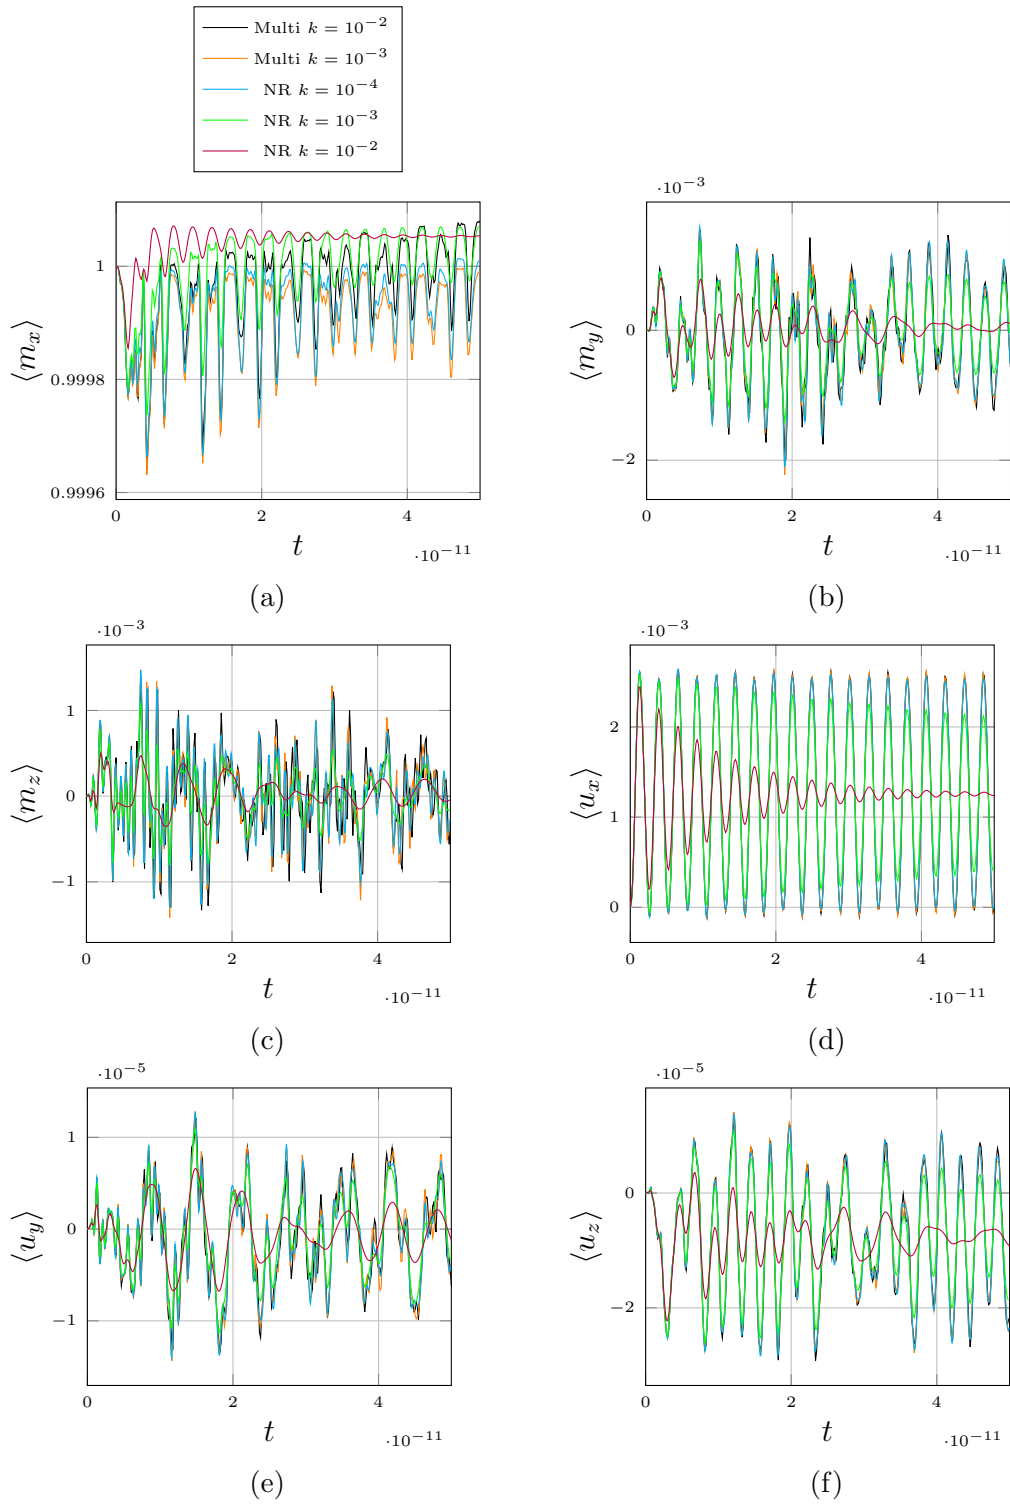 Multi k = 10⁻²
Multi k = 10⁻³
NR k = 10⁻⁴
NR k = 10⁻³
NR k = 10⁻²
1
0.9998
0.9996
0 2 4
·10⁻¹¹
t
⟨m_x⟩
(a)
·10⁻³
0
−2
0 2 4
·10⁻¹¹
t
⟨m_y⟩
(b)
·10⁻³
1
0
−1
0 2 4
·10⁻¹¹
t
⟨m_z⟩
(c)
·10⁻³
2
1
0
0 2 4
·10⁻¹¹
t
⟨u_x⟩
(d)
·10⁻⁵
1
0
−1
0 2 4
·10⁻¹¹
t
⟨u_y⟩
(e)
·10⁻⁵
0
−2
0 2 4
·10⁻¹¹
t
⟨u_z⟩
(f)